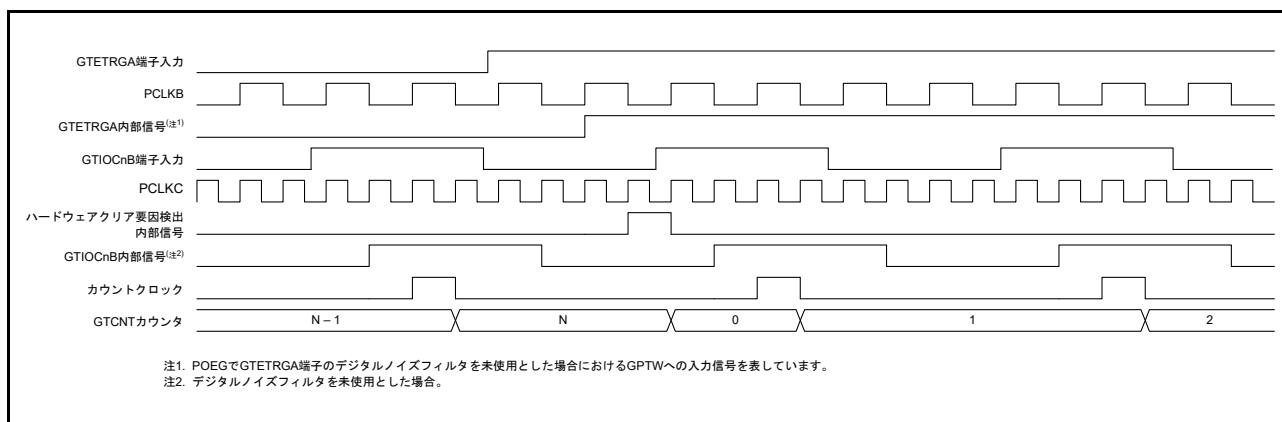 GTETRGA端子入力
PCLKB
GTETRGA内部信号(注1)
GTIOCnB端子入力
PCLKC
ハードウェアクリア要因検出
内部信号
GTIOCnB内部信号(注2)
カウントクロック
GTCNTカウンタ N – 1 N 0 1 2
注1. POEGでGTETRGA端子のデジタルノイズフィルタを未使用とした場合におけるGPTWへの入力信号を表しています。
注2. デジタルノイズフィルタを未使用とした場合。